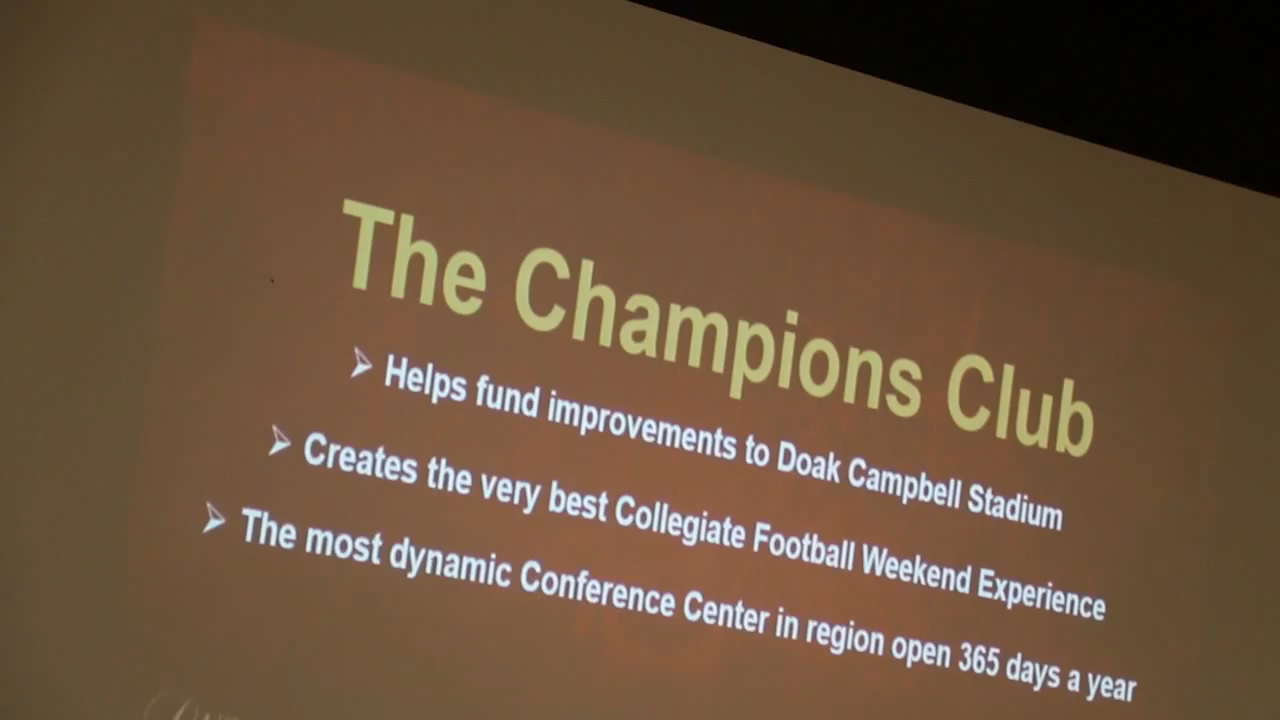 The Champions Club
Helps fund improvements to Doak Campbell Stadium
Creates the very best Collegiate Football Weekend Experience
The most dynamic Conference Center in region open 365 days a year